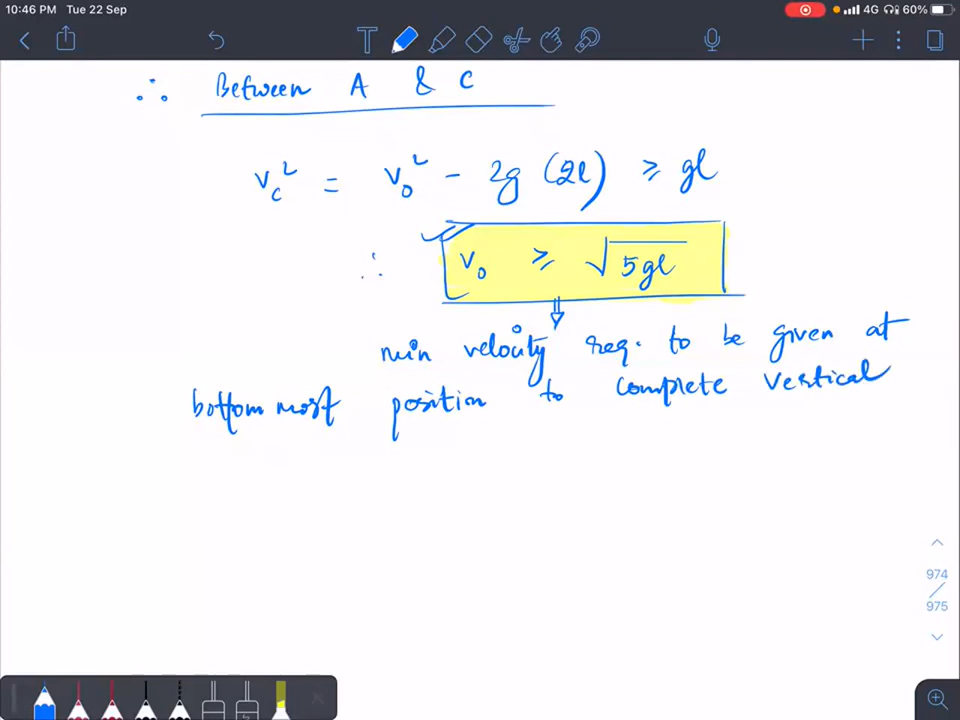 10:46 PM Tue 22 Sep 4G 60%
∴ Between A & C
v_c² = v_0² - 2g (2l) ≥ gl
∴ v_0 ≥ √5gl
min velocity req. to be given at
bottom most position to complete vertical
974
975